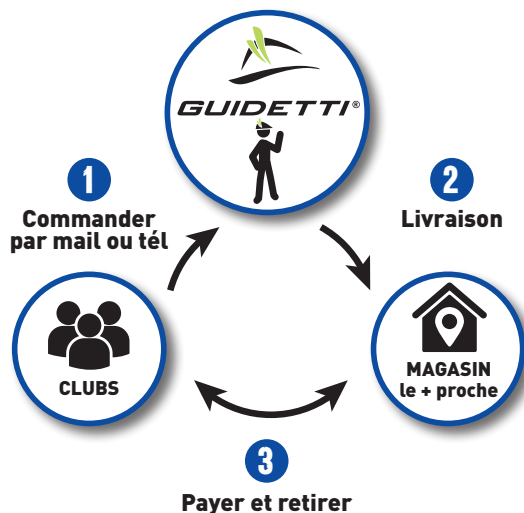 GUIDETTI®
1
Commander
par mail ou tél
2
Livraison
CLUBS
MAGASIN
le + proche
3
Payer et retirer